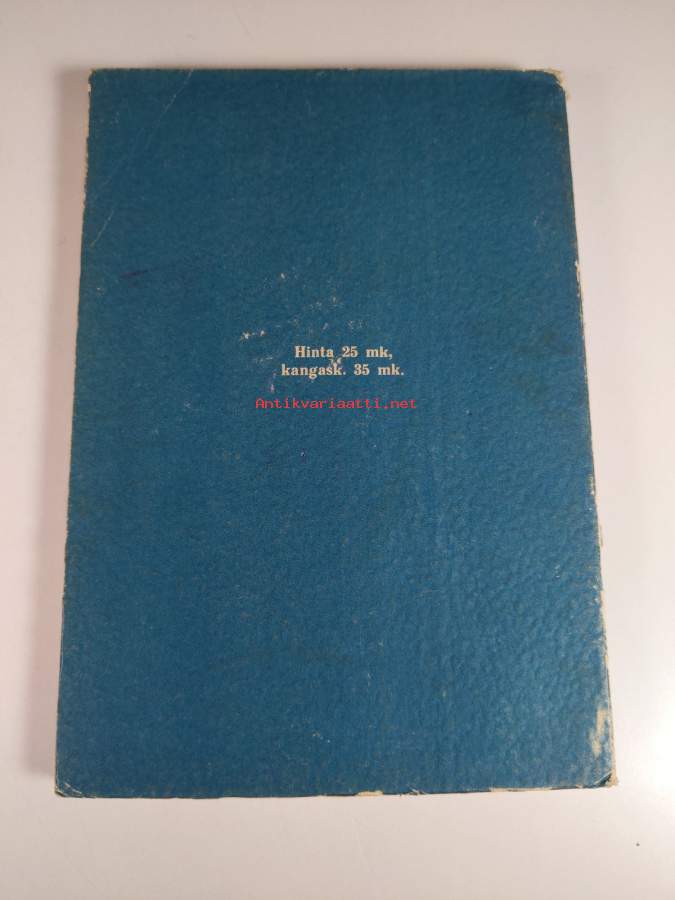 Hinta 25 mk,
kangask. 35 mk.
Antikvariaatti.net